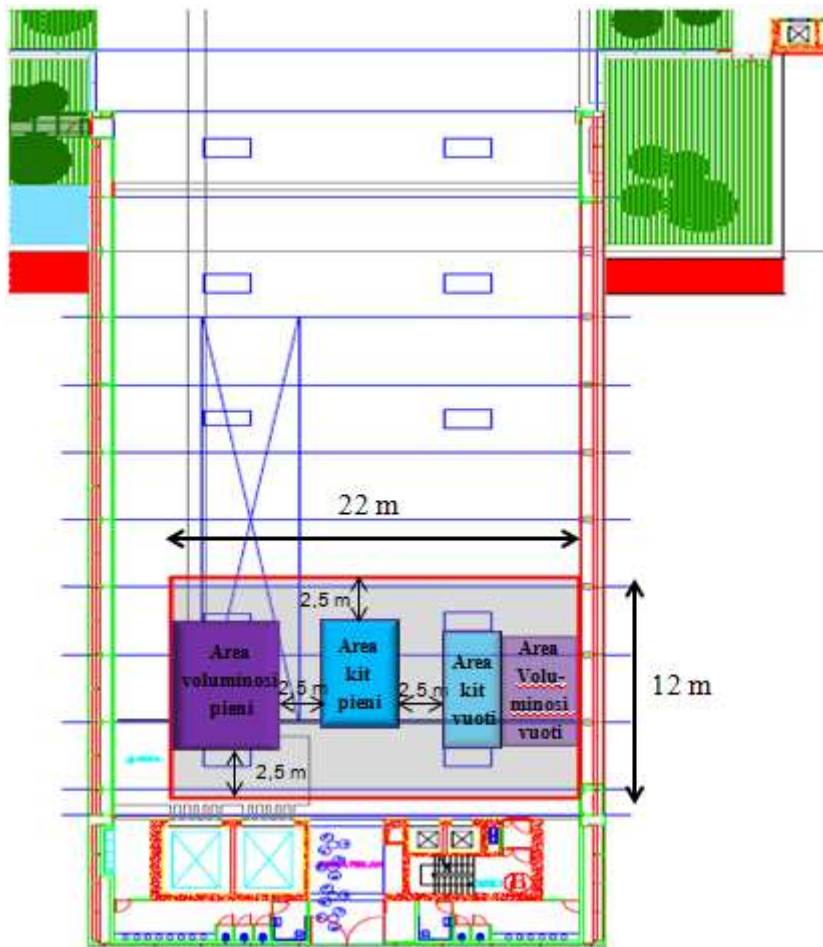 22 m
2,5 m
Area
voluminosi
pieni
Area
kit
pieni
Area
kit
vuoti
Area
Volu-
minosi
vuoti
2,5 m
2,5 m
12 m
2,5 m
B